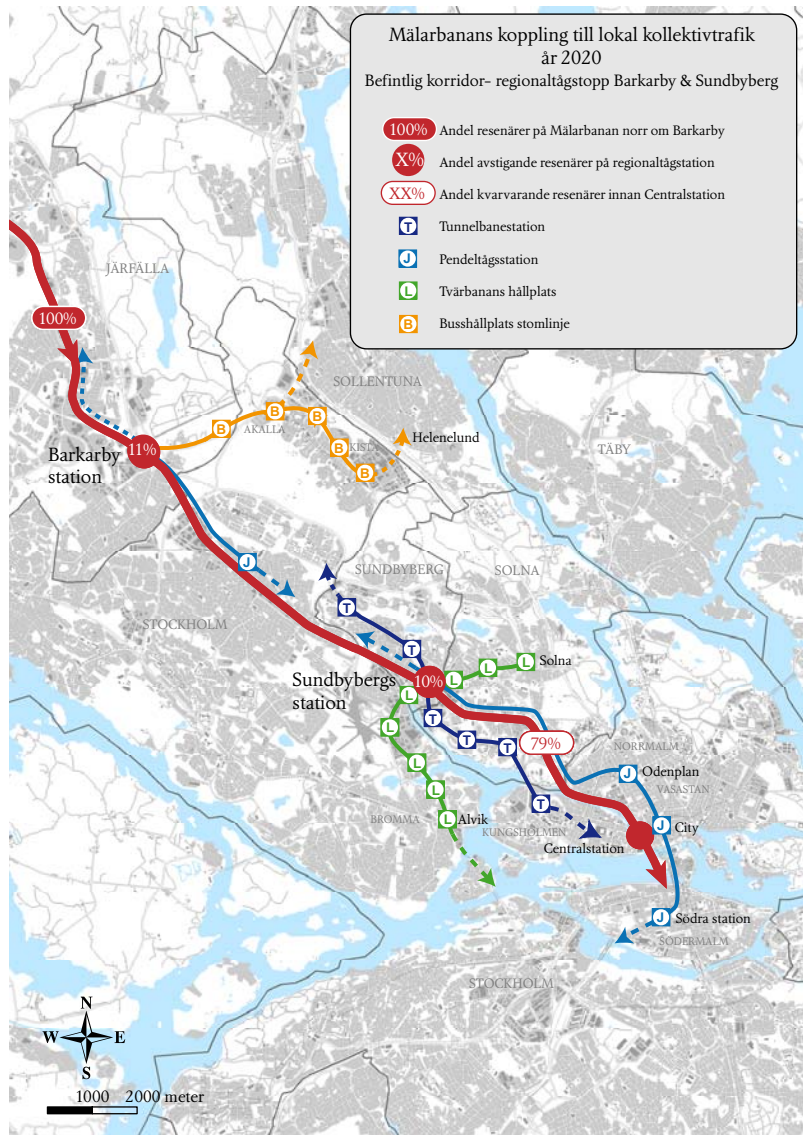 Mälarbanans koppling till lokal kollektivtrafik
år 2020
Befintlig korridor- regionaltågstopp Barkarby & Sundbyberg
100% Andel resenärer på Mälarbanan norr om Barkarby
X% Andel avstigande resenärer på regionaltågstation
XX% Andel kvarvarande resenärer innan Centralstation
T Tunnelbanestation
J Pendeltågsstation
L Tvärbanans hållplats
B Busshållplats stomlinje
JÄRFÄLLA
100%
SOLLENTUNA
B
B
B
AKALLA
B
KISTA
Helenelund
B
TÄBY
11%
Barkarby
station
J
SUNDBYBERG
SOLNA
T
STOCKHOLM
T
L
L
Solna
L
10%
Sundbybergs
station
L
T
L
T
T
79%
NORRMALM
L
J
Odenplan
VASASTAN
L
T
L
Alvik
BROMMA
KUNGSHOLMEN
J
City
Centralstation
J
Södra station
SÖDERMALM
STOCKHOLM
N
W
E
S
1000
2000 meter